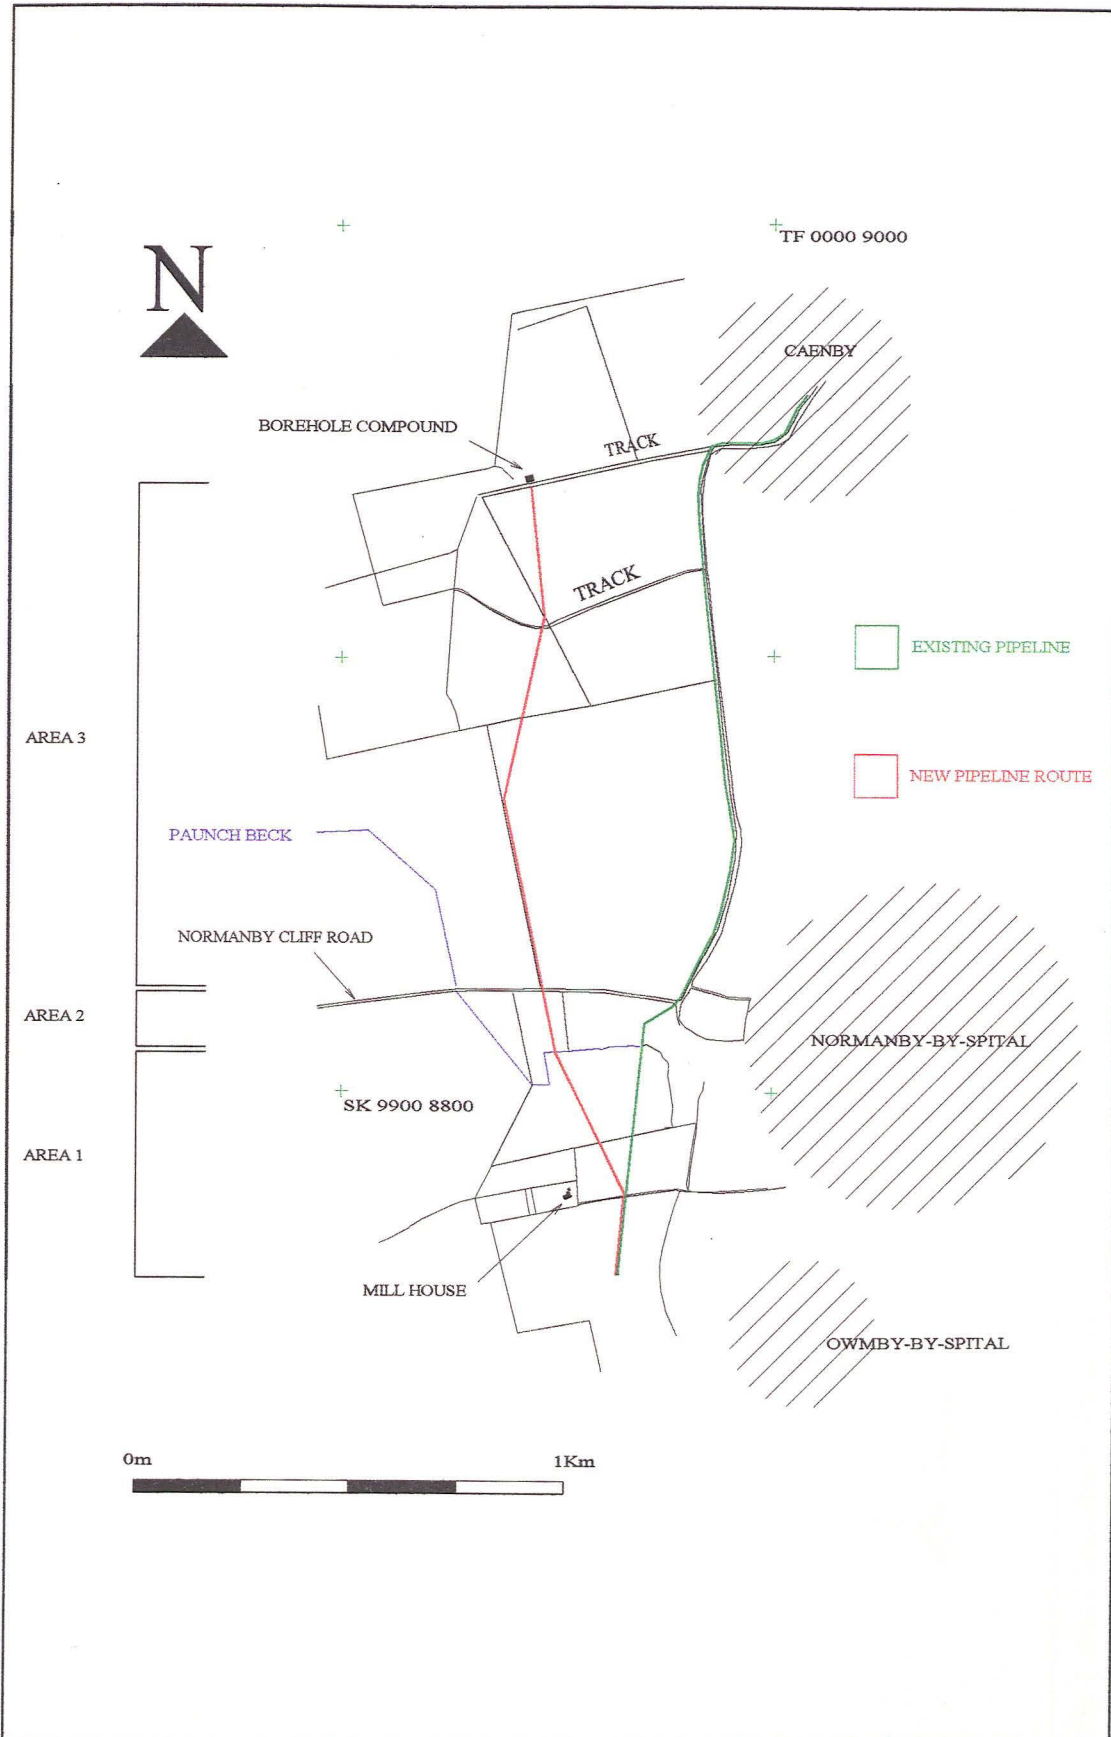 TF 0000 9000
N
CAENBY
BOREHOLE COMPOUND
TRACK
TRACK
EXISTING PIPELINE
AREA 3
NEW PIPELINE ROUTE
PAUNCH BECK
NORMANBY CLIFF ROAD
AREA 2
NORMANBY-BY-SPITAL
SK 9900 8800
AREA 1
MILL HOUSE
OWMBY-BY-SPITAL
0m
1Km